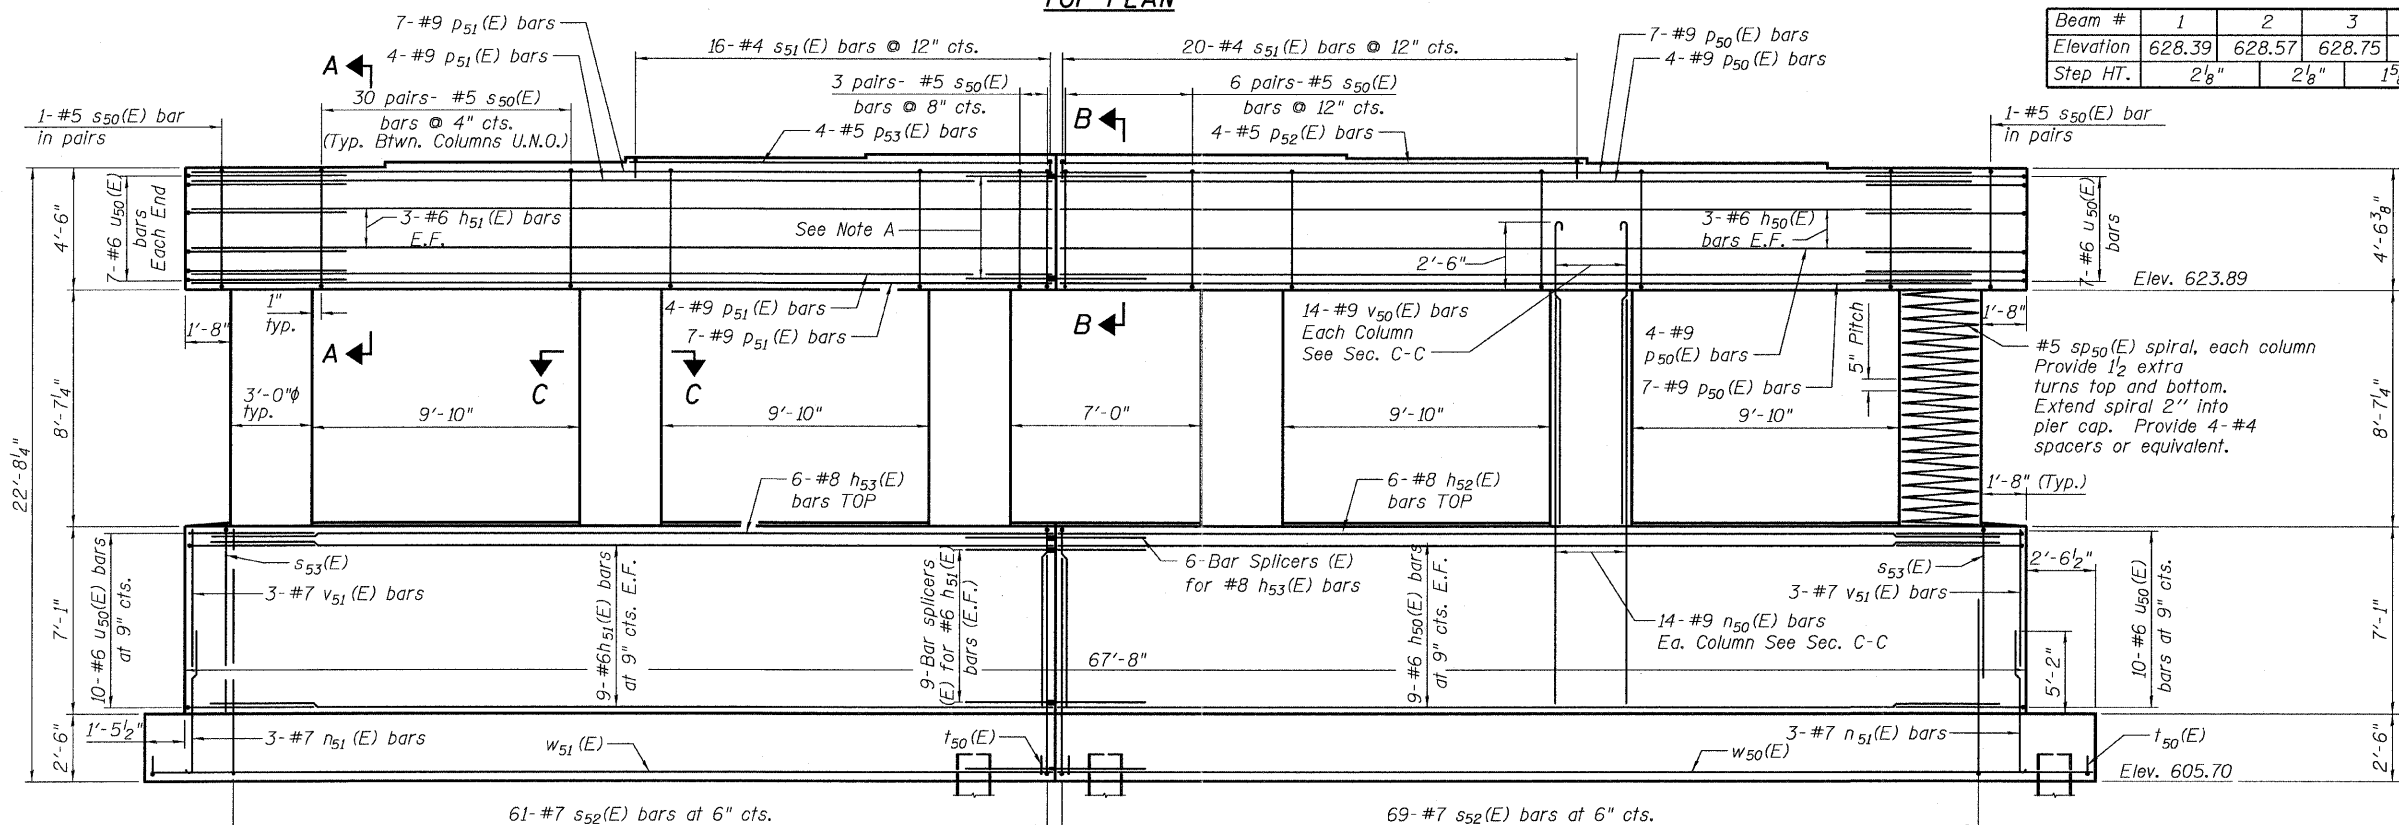 TOP PLAN
Beam # 1 2 3
Elevation 628.39 628.57 628.75
Step HT. 2 1/8" 2 1/8"
7-#9 p51(E) bars
4-#9 p51(E) bars
16-#4 s51(E) bars @ 12" cts.
20-#4 s51(E) bars @ 12" cts.
7-#9 p50(E) bars
4-#9 p50(E) bars
A
30 pairs- #5 s50(E)
bars @ 4" cts.
(Typ. Btwn. Columns U.N.O.)
3 pairs- #5 s50(E)
bars @ 8" cts.
6 pairs-#5 s50(E)
bars @ 12" cts.
1-#5 s50(E) bar
in pairs
4-#5 p53(E) bars
B
4-#5 p52(E) bars
1-#5 s50(E) bar
in pairs
4'-6"
7-#6 u50(E)
bars
Each End
3-#6 h51(E) bars
E.F.
See Note A
3-#6 h50(E)
bars E.F.
2'-6"
7-#6 u50(E)
bars
4'-6 3/8"
Elev. 623.89
1"
typ.
1'-8"
A
4-#9 p51(E) bars
7-#9 p51(E) bars
B
14-#9 v50(E) bars
Each Column
See Sec. C-C
4-#9
p50(E) bars
7-#9 p50(E) bars
5" Pitch
1'-8"
#5 sp50(E) spiral, each column
Provide 1 1/2 extra
turns top and bottom.
Extend spiral 2" into
pier cap. Provide 4-#4
spacers or equivalent.
C
C
22'-8 1/4"
8'-7 1/4"
3'-0"φ
typ.
9'-10"
9'-10"
7'-0"
9'-10"
9'-10"
8'-7 1/4"
1'-8" (Typ.)
6-#8 h53(E)
bars TOP
6-#8 h52(E)
bars TOP
7'-1"
10-#6 u50(E) bars
at 9" cts.
s53(E)
3-#7 v51(E) bars
9-#6h51(E) bars
at 9" cts. E.F.
9-Bar splicers
(E) for #6 h51(E)
bars (E.F.)
6-Bar Splicers (E)
for #8 h53(E) bars
67'-8"
9-#6 h50(E) bars
at 9" cts. E.F.
14-#9 n50(E) bars
Ea. Column See Sec. C-C
s53(E)
3-#7 v51(E) bars
2'-6 1/2"
5'-2"
10-#6 u50(E)
bars at 9" cts.
7'-1"
1'-5 1/2"
2'-6"
3-#7 n51(E) bars
w51(E)
t50(E)
w50(E)
3-#7 n51(E) bars
t50(E)
2'-6"
Elev. 605.70
61-#7 s52(E) bars at 6" cts.
69-#7 s52(E) bars at 6" cts.